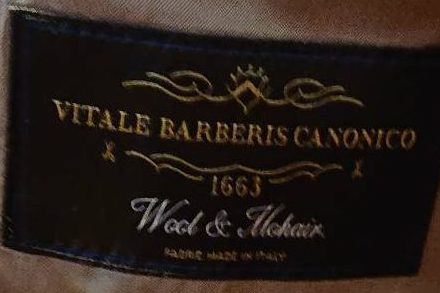 VITALE BARBERIS CANONICO
1663
Wool & Mohair
FABRIC MADE IN ITALY